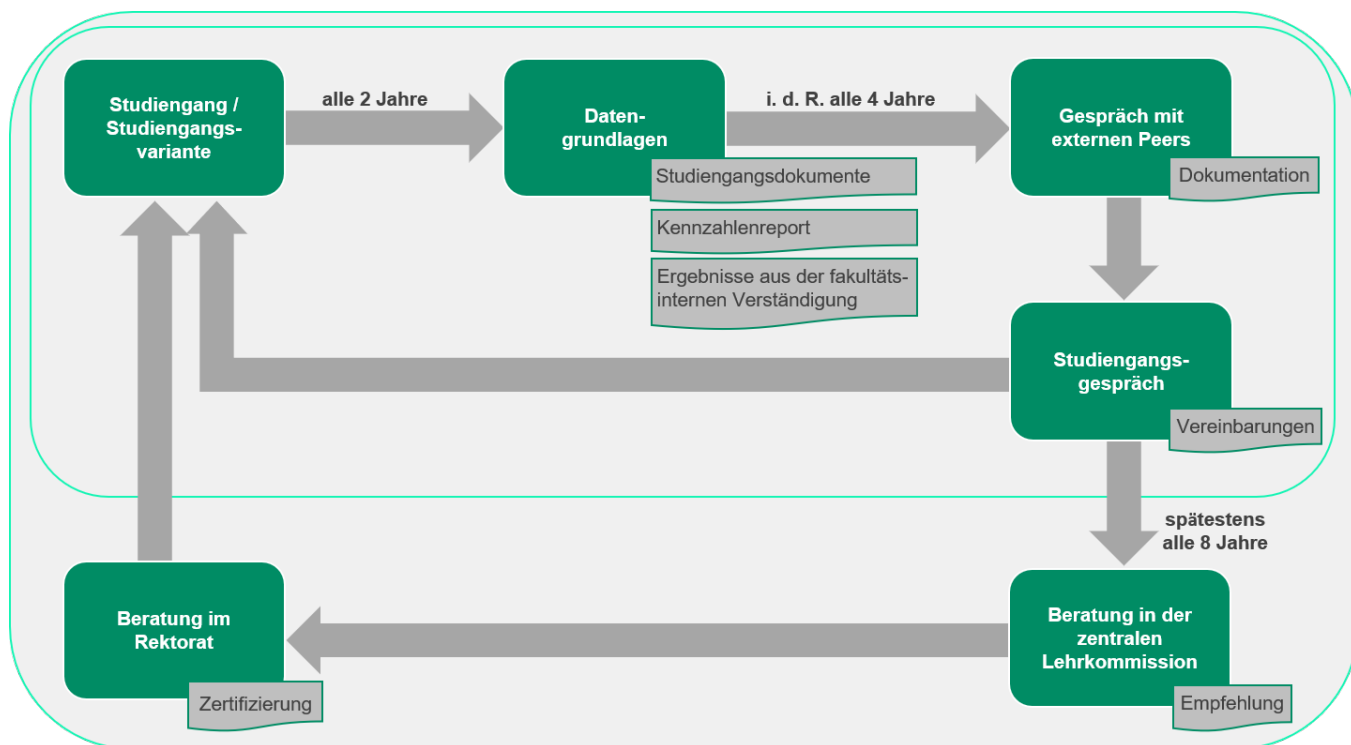 Studiengang /
Studiengangs-
variante
alle 2 Jahre
Daten-
grundlagen
i. d. R. alle 4 Jahre
Gespräch mit
externen Peers
Studiengangsdokumente
Kennzahlenreport
Ergebnisse aus der fakultäts-
internen Verständigung
Dokumentation
Studiengangs-
gespräch
Vereinbarungen
spätestens
alle 8 Jahre
Beratung in der
zentralen
Lehrkommission
Empfehlung
Beratung im
Rektorat
Zertifizierung